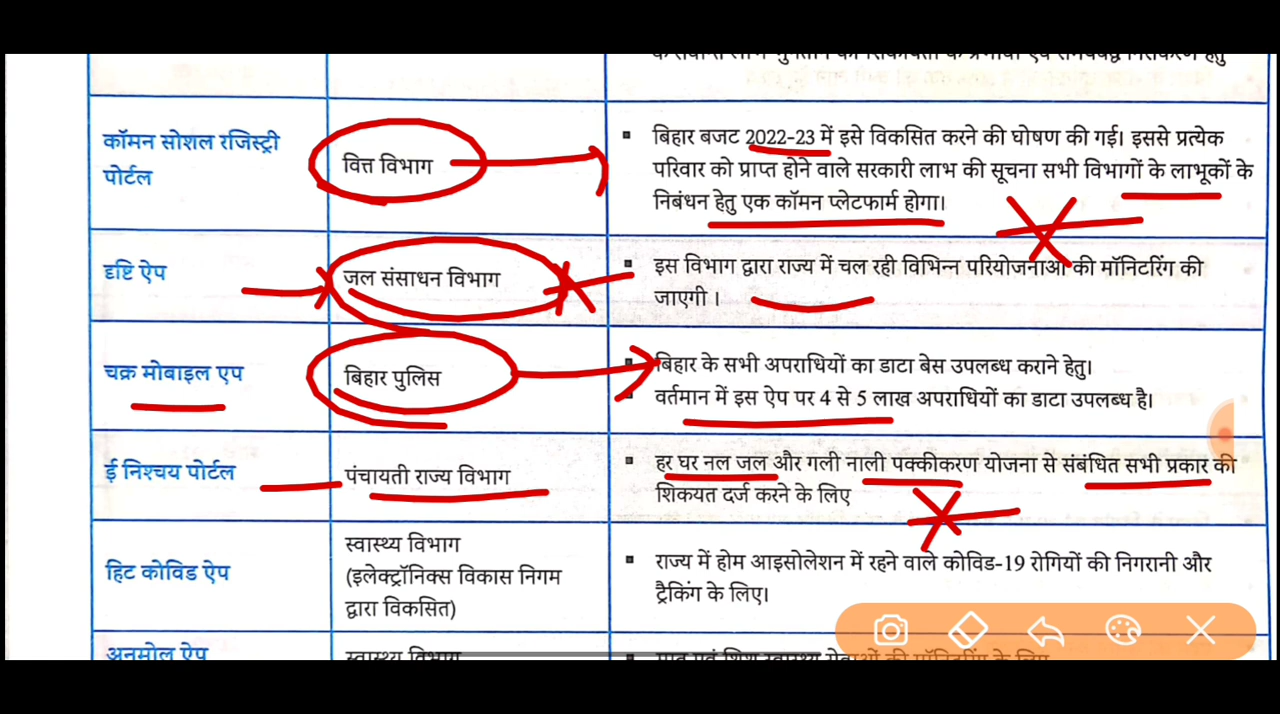 कॉमन सोशल रजिस्ट्री
पोर्टल
वित्त विभाग
बिहार बजट 2022-23 में इसे विकसित करने की घोषण की गई। इससे प्रत्येक
परिवार को प्राप्त होने वाले सरकारी लाभ की सूचना सभी विभागों के लाभूकों के
निबंधन हेतु एक कॉमन प्लेटफार्म होगा।
दृष्टि ऐप
जल संसाधन विभाग
इस विभाग द्वारा राज्य में चल रही विभिन्न परियोजनाओं की मॉनिटरिंग की
जाएगी ।
चक्र मोबाइल एप
बिहार पुलिस
बिहार के सभी अपराधियों का डाटा बेस उपलब्ध कराने हेतु।
वर्तमान में इस ऐप पर 4 से 5 लाख अपराधियों का डाटा उपलब्ध है।
ई निश्चय पोर्टल
पंचायती राज्य विभाग
हर घर नल जल और गली नाली पक्कीकरण योजना से संबंधित सभी प्रकार की
शिकयत दर्ज करने के लिए
हिट कोविड ऐप
स्वास्थ्य विभाग
(इलेक्ट्रॉनिक्स विकास निगम
द्वारा विकसित)
राज्य में होम आइसोलेशन में रहने वाले कोविड-19 रोगियों की निगरानी और
ट्रैकिंग के लिए।
अनमोल ऐप
स्वास्थ्य विभाग